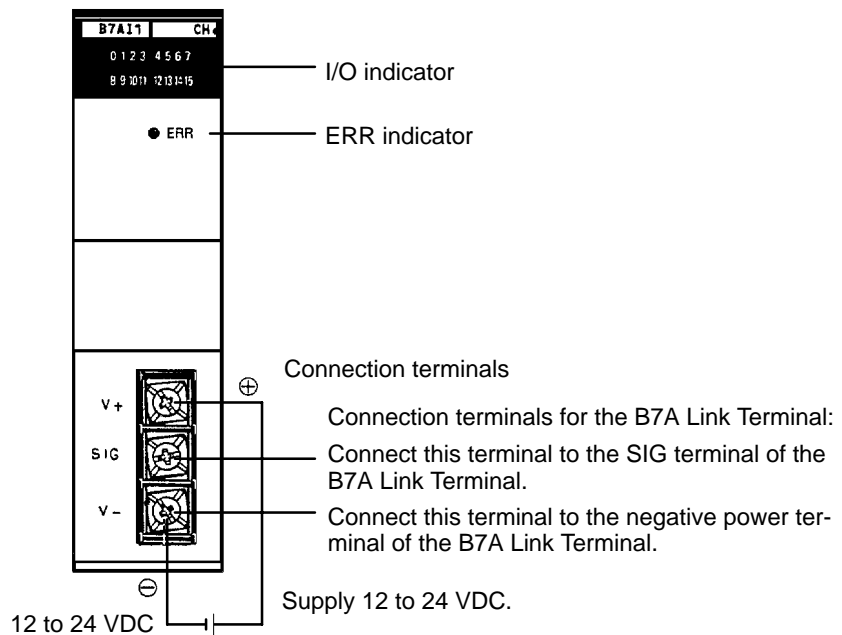 B7AI1 CH
0 1 2 3 4 5 6 7
8 9 10 11 12 13 14 15
I/O indicator
ERR
ERR indicator
Connection terminals
⊕
V +
Connection terminals for the B7A Link Terminal:
SIG
Connect this terminal to the SIG terminal of the
B7A Link Terminal.
V –
Connect this terminal to the negative power ter-
minal of the B7A Link Terminal.
⊖
Supply 12 to 24 VDC.
12 to 24 VDC